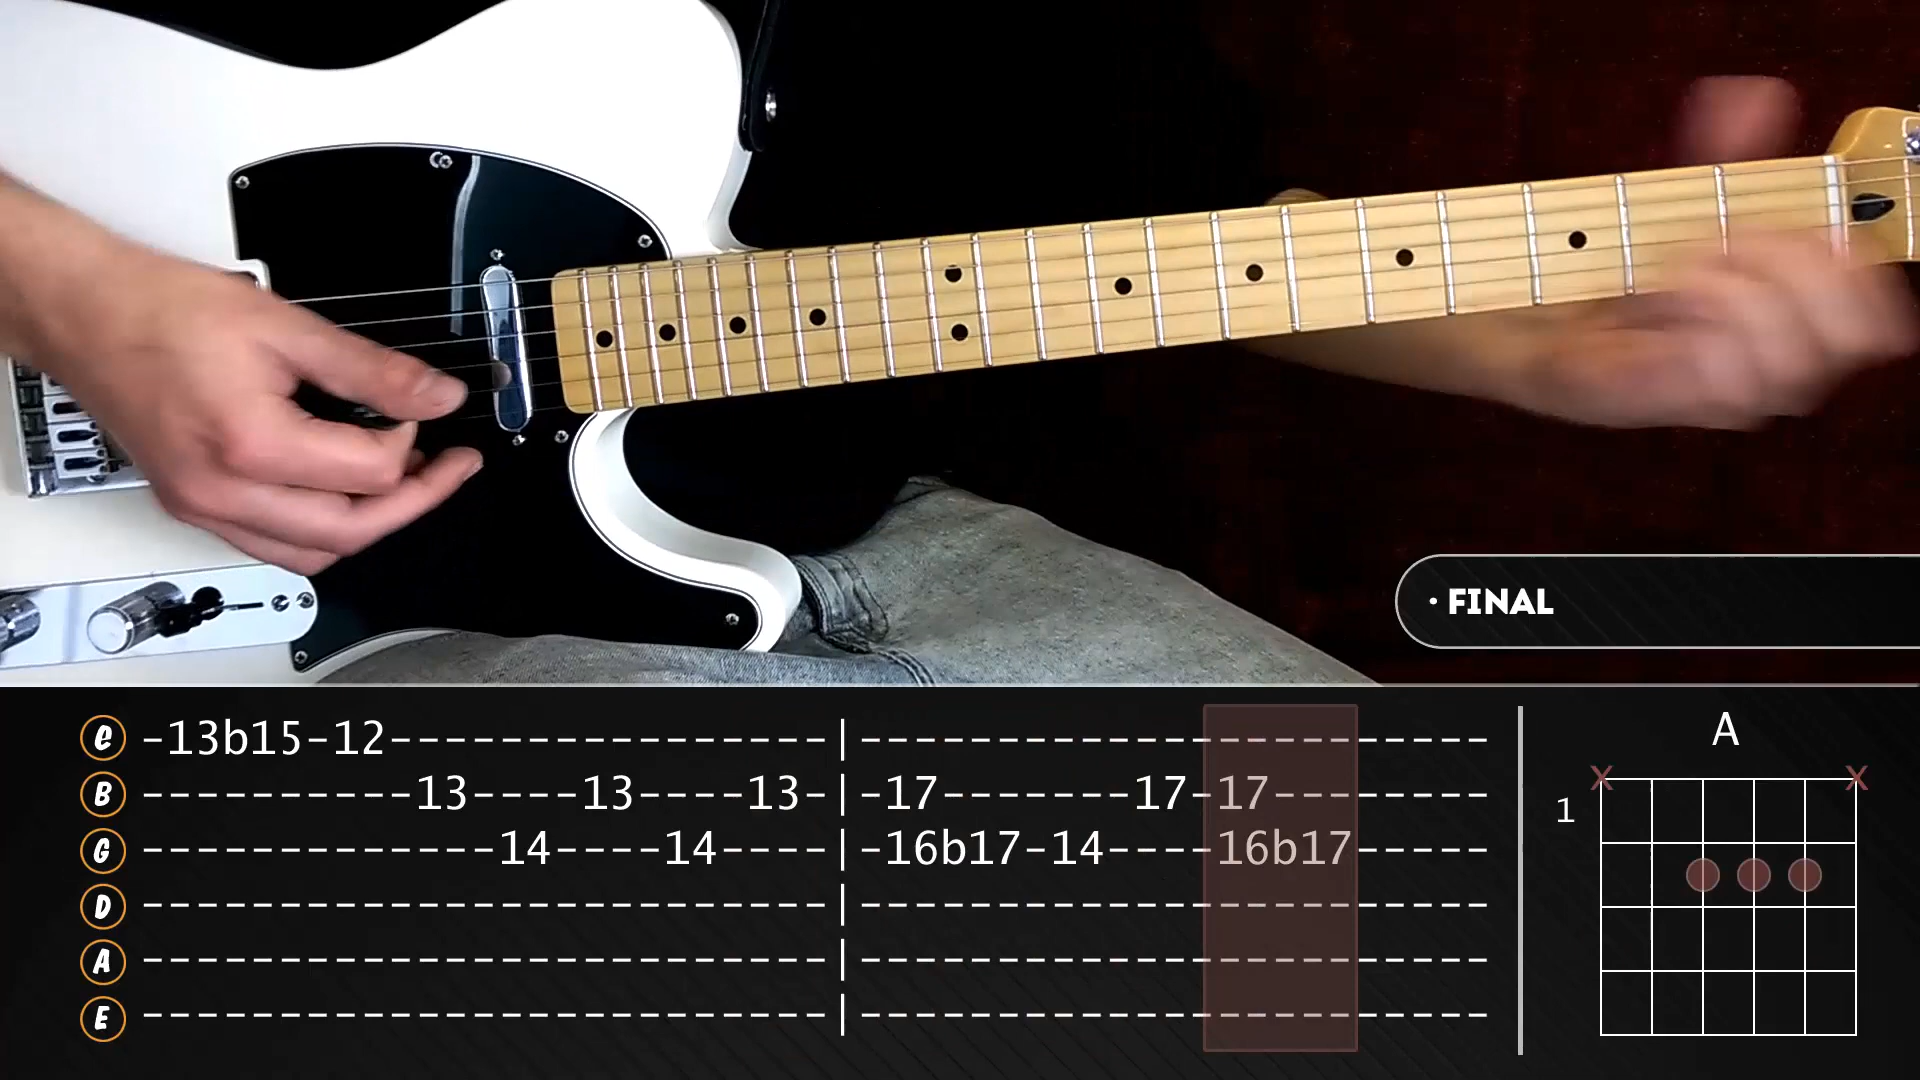 · FINAL
e -13b15-12----------------|-----------------------
B ----------13----13----13-|-17-------17-17--------
G -------------14----14----|-16b17-14----16b17-----
D -------------------------|-----------------------
A -------------------------|-----------------------
E -------------------------|-----------------------
A
X X
1